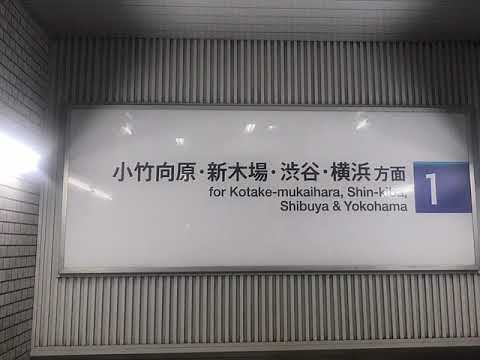 小竹向原・新木場・渋谷・横浜方面 1
for Kotake-mukaihara, Shin-kiba,
Shibuya & Yokohama